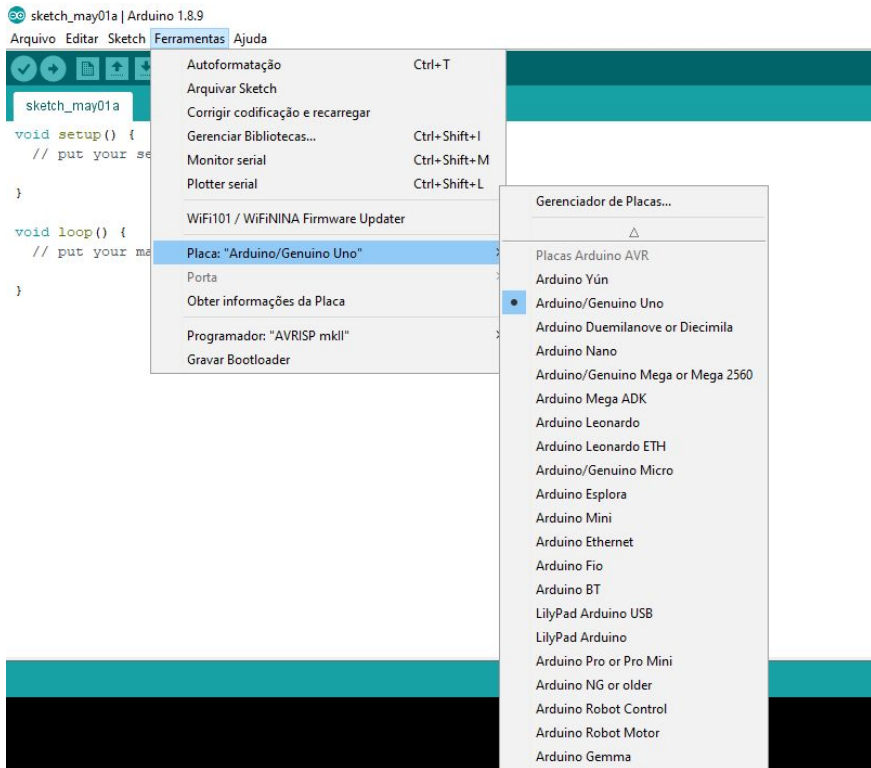 sketch_may01a | Arduino 1.8.9
Arquivo Editar Sketch Ferramentas Ajuda
sketch_may01a
void setup() {
// put your se
}
void loop() {
// put your ma
}
Autoformatação Ctrl+T
Arquivar Sketch
Corrigir codificação e recarregar
Gerenciar Bibliotecas... Ctrl+Shift+I
Monitor serial Ctrl+Shift+M
Plotter serial Ctrl+Shift+L
WiFi101 / WiFiNINA Firmware Updater
Placa: "Arduino/Genuino Uno"
Porta
Obter informações da Placa
Programador: "AVRISP mkII"
Gravar Bootloader
Gerenciador de Placas...
Placas Arduino AVR
Arduino Yún
Arduino/Genuino Uno
Arduino Duemilanove or Diecimila
Arduino Nano
Arduino/Genuino Mega or Mega 2560
Arduino Mega ADK
Arduino Leonardo
Arduino Leonardo ETH
Arduino/Genuino Micro
Arduino Esplora
Arduino Mini
Arduino Ethernet
Arduino Fio
Arduino BT
LilyPad Arduino USB
LilyPad Arduino
Arduino Pro or Pro Mini
Arduino NG or older
Arduino Robot Control
Arduino Robot Motor
Arduino Gemma